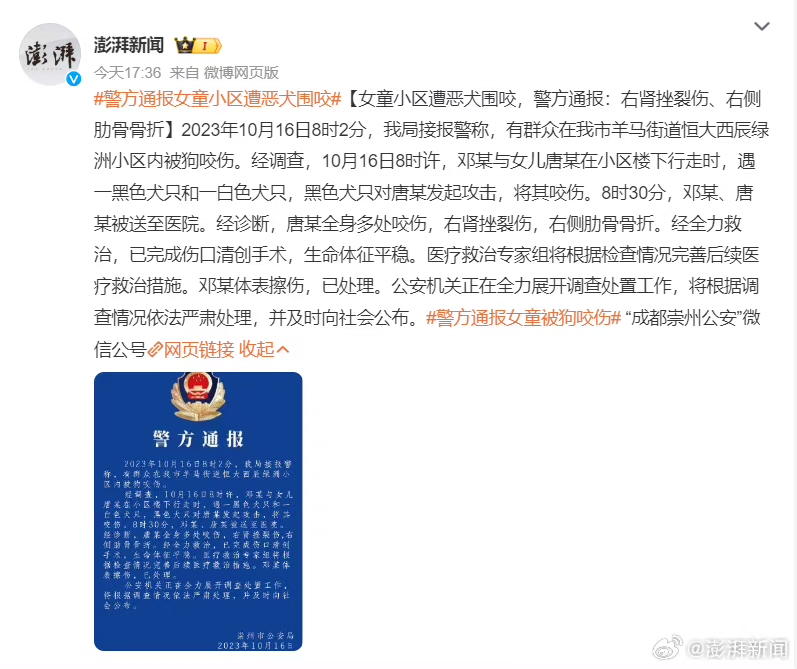 澎湃
澎湃新闻
I
今天17:36 来自 微博网页版
#警方通报女童小区遭恶犬围咬#【女童小区遭恶犬围咬，警方通报：右肾挫裂伤、右侧
肋骨骨折】2023年10月16日8时2分，我局接报警称，有群众在我市羊马街道恒大西辰绿
洲小区内被狗咬伤。经调查，10月16日8时许，邓某与女儿唐某在小区楼下行走时，遇
一黑色犬只和一白色犬只，黑色犬只对唐某发起攻击，将其咬伤。8时30分，邓某、唐
某被送至医院。经诊断，唐某全身多处咬伤，右肾挫裂伤，右侧肋骨骨折。经全力救
治，已完成伤口清创手术，生命体征平稳。医疗救治专家组将根据检查情况完善后续医
疗救治措施。邓某体表擦伤，已处理。公安机关正在全力展开调查处置工作，将根据调
查情况依法严肃处理，并及时向社会公布。#警方通报女童被狗咬伤# “成都崇州公安”微
信公号网页链接 收起
警方通报
2023年10月16日8时2分，我局接报警
称，有群众在我市羊马街道恒大西辰绿洲小
区内被狗咬伤。
经调查，10月16日8时许，邓某与女儿
唐某在小区楼下行走时，遇一黑色犬只和一
白色犬只，黑色犬只对唐某发起攻击，将其
咬伤。8时30分，邓某、唐某被送至医院。
经诊断，唐某全身多处咬伤，右肾挫裂伤，右
侧肋骨骨折。经全力救治，已完成伤口清创
手术，生命体征平稳。医疗救治专家组将根
据检查情况完善后续医疗救治措施。邓某体
表擦伤，已处理。
公安机关正在全力展开调查处置工作，
将根据调查情况依法严肃处理，并及时向社
会公布。
崇州市公安局
2023年10月16日
@澎湃新闻